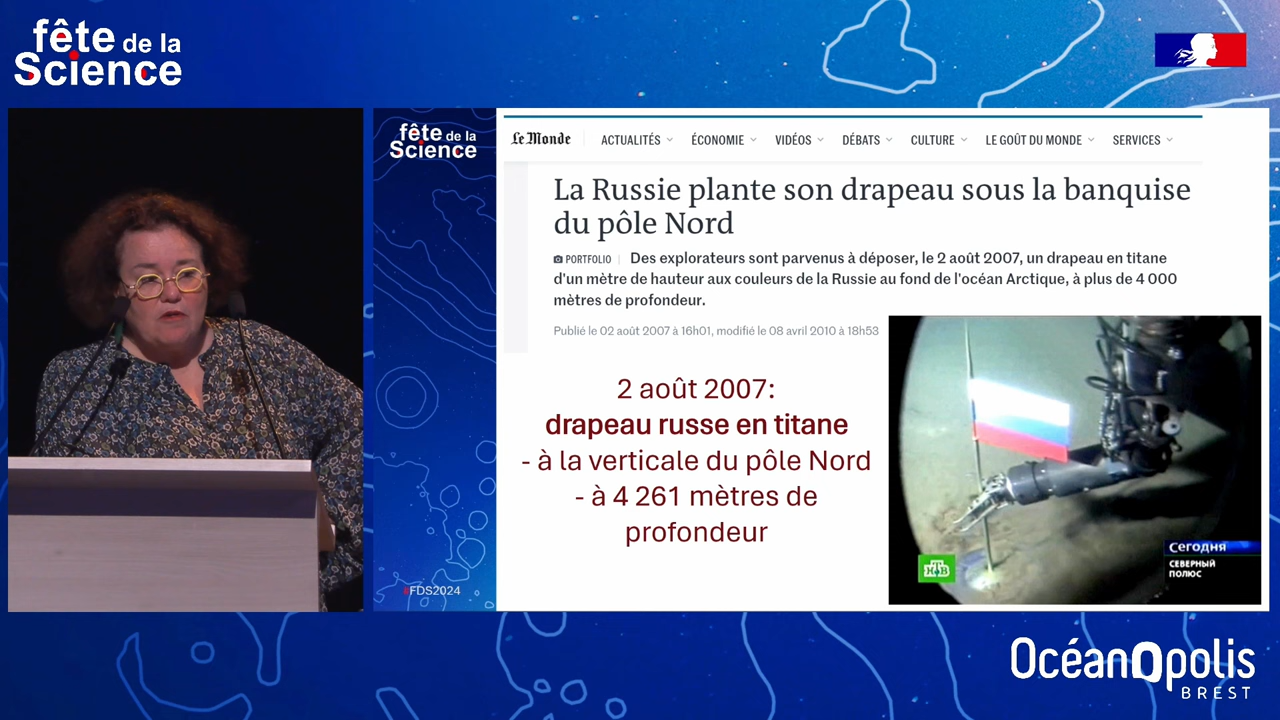 fête de la
Science
fête de la
Science
Le Monde
ACTUALITÉS
ÉCONOMIE
VIDÉOS
DÉBATS
CULTURE
LE GOÛT DU MONDE
SERVICES
La Russie plante son drapeau sous la banquise
du pôle Nord
PORTFOLIO Des explorateurs sont parvenus à déposer, le 2 août 2007, un drapeau en titane
d'un mètre de hauteur aux couleurs de la Russie au fond de l'océan Arctique, à plus de 4 000
mètres de profondeur.
Publié le 02 août 2007 à 16h01, modifié le 08 avril 2010 à 18h53
2 août 2007:
drapeau russe en titane
- à la verticale du pôle Nord
- à 4 261 mètres de
profondeur
НТВ
Сегодня
СЕВЕРНЫЙ
ПОЛЮС
#FDS2024
OcéanOpolis
BREST